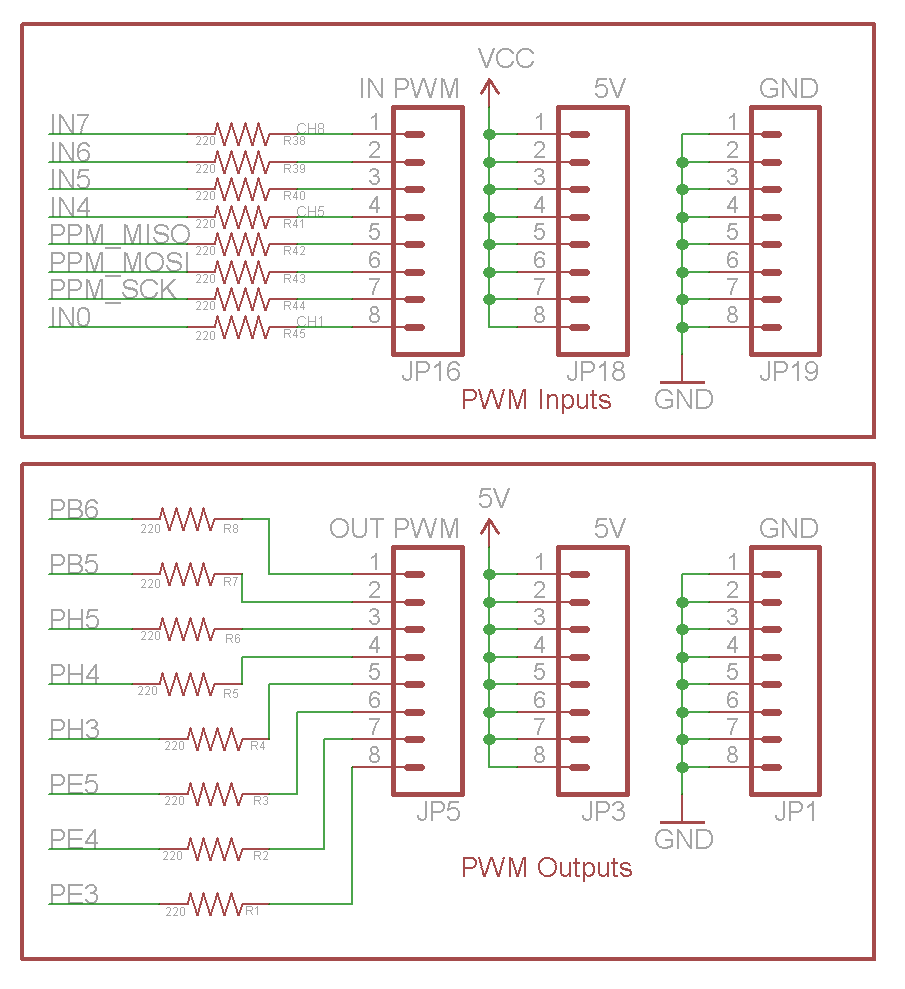 VCC
IN PWM 5V GND
IN7 220 CH8 R38 1 1 1
IN6 220 R39 2 2 2
IN5 220 R40 3 3 3
IN4 220 CH5 R41 4 4 4
PPM_MISO 220 R42 5 5 5
PPM_MOSI 220 R43 6 6 6
PPM_SCK 220 R44 7 7 7
IN0 220 CH1 R45 8 8 8
JP16 JP18 JP19
PWM Inputs GND
5V
OUT PWM 5V GND
PB6 220 R8
1 1 1
PB5 220 R7
2 2 2
PH5 220 R6
3 3 3
4 4 4
PH4 220 R5
5 5 5
6 6 6
PH3 220 R4
7 7 7
8 8 8
PE5 220 R3
JP5 JP3 JP1
PE4 220 R2
GND
PWM Outputs
PE3 220 R1